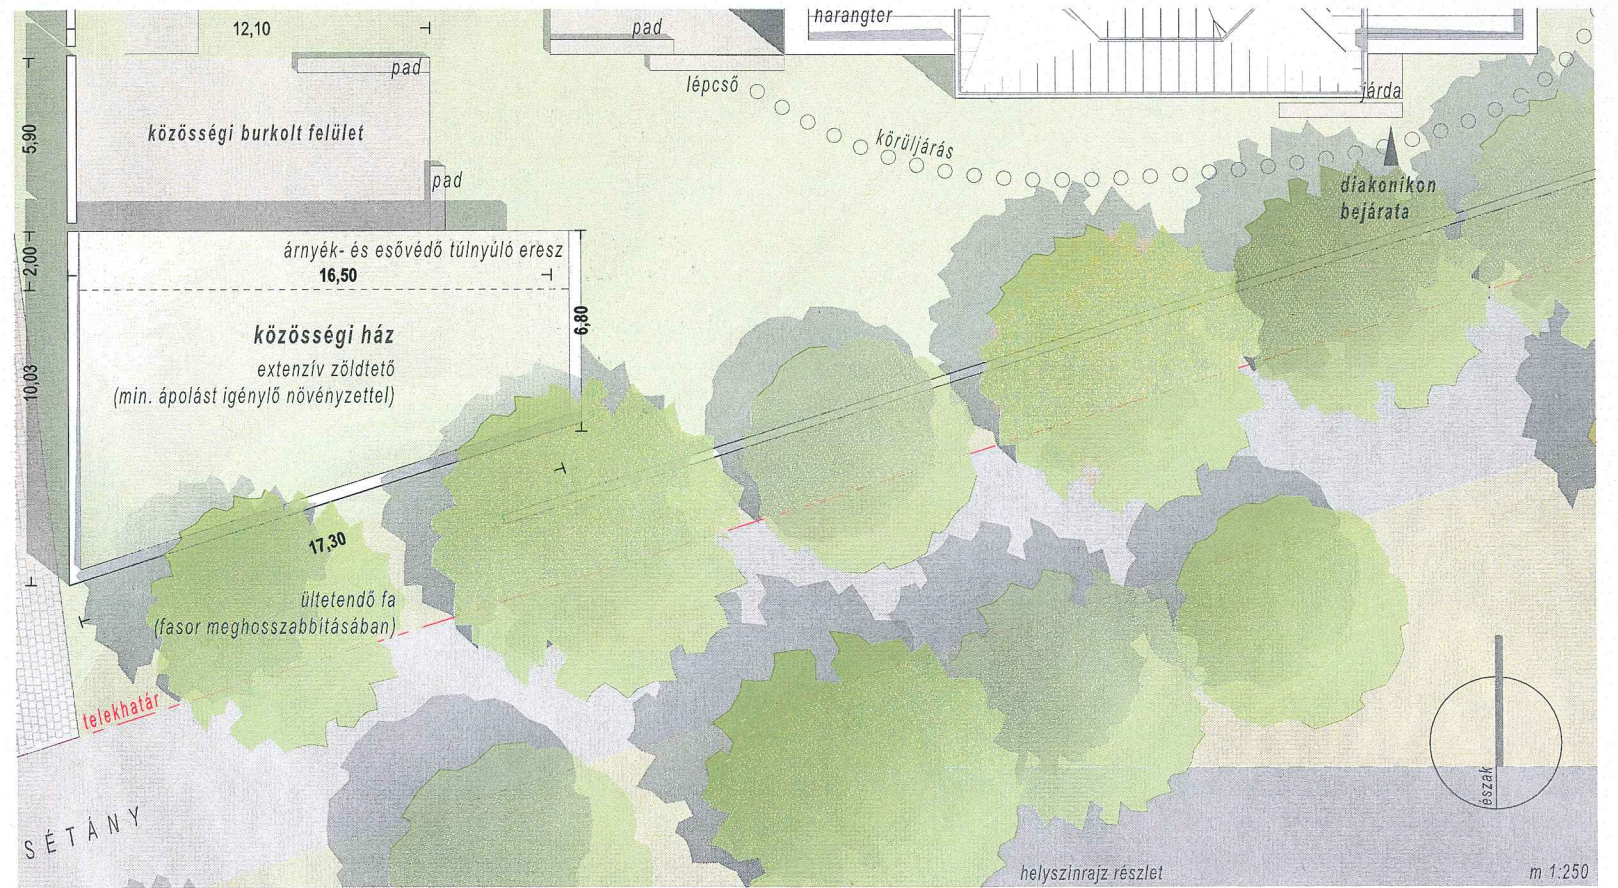 12,10
pad
harangtér
pad
lépcső
járda
5,90
közösségi burkolt felület
körüljárás
pad
diakonikon
bejárata
2,00
árnyék- és esővédő túlnyúló eresz
16,50
6,80
közösségi ház
extenzív zöldtető
(min. ápolást igénylő növényzettel)
10,03
17,30
ültetendő fa
(fasor meghosszabbításában)
telekhatár
SÉTÁNY
észak
helyszínrajz részlet
m 1:250